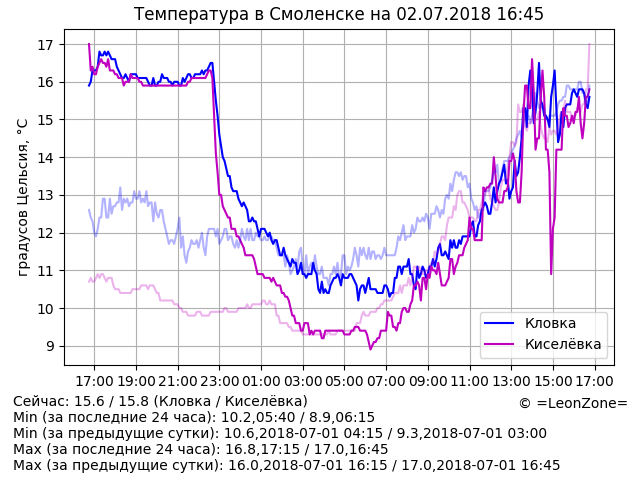 Температура в Смоленске на 02.07.2018 16:45
градусов Цельсия, °C
17
16
15
14
13
12
11
10
9
Кловка
Киселёвка
17:00 19:00 21:00 23:00 01:00 03:00 05:00 07:00 09:00 11:00 13:00 15:00 17:00
Сейчас: 15.6 / 15.8 (Кловка / Киселёвка)
© =LeonZone=
Min (за последние 24 часа): 10.2,05:40 / 8.9,06:15
Min (за предыдущие сутки): 10.6,2018-07-01 04:15 / 9.3,2018-07-01 03:00
Max (за последние 24 часа): 16.8,17:15 / 17.0,16:45
Max (за предыдущие сутки): 16.0,2018-07-01 16:15 / 17.0,2018-07-01 16:45